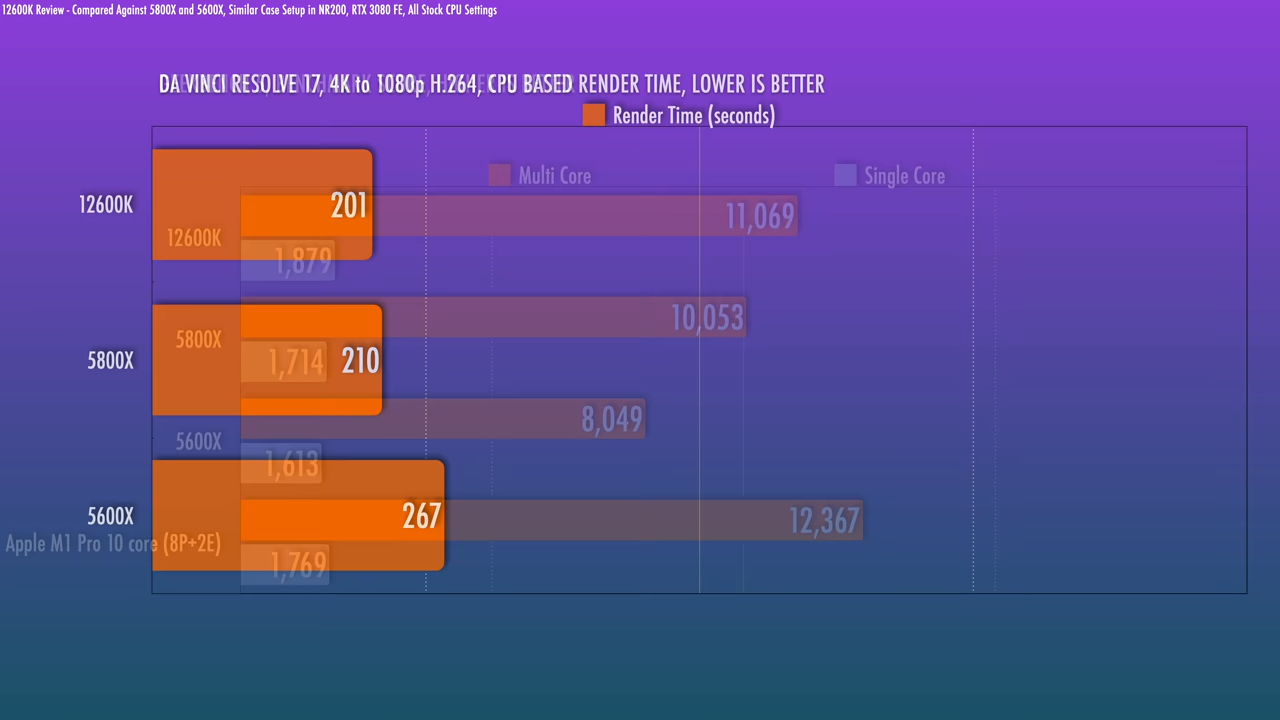 12600K Review - Compared Against 5800X and 5600X, Similar Case Setup in NR200, RTX 3080 FE, All Stock CPU Settings
DA VINCI RESOLVE 17, 4K to 1080p H.264, CPU BASED RENDER TIME, LOWER IS BETTER
Render Time (seconds)
Multi Core Single Core
12600K 201 11,069
12600K
1,879
10,053
5800X
5800X 1,714 210
8,049
5600X
1,613
5600X 267 12,367
Apple M1 Pro 10 core (8P+2E)
1,769